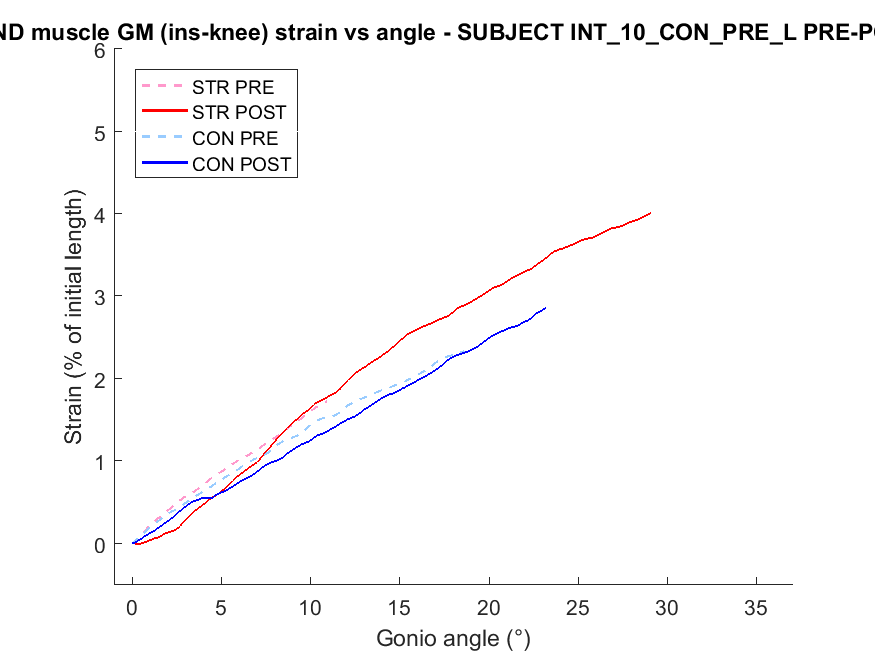 ND muscle GM (ins-knee) strain vs angle - SUBJECT INT_10_CON_PRE_L PRE-PO
6
5
4
3
2
1
0
Strain (% of initial length)
STR PRE
STR POST
CON PRE
CON POST
0 5 10 15 20 25 30 35
Gonio angle (°)